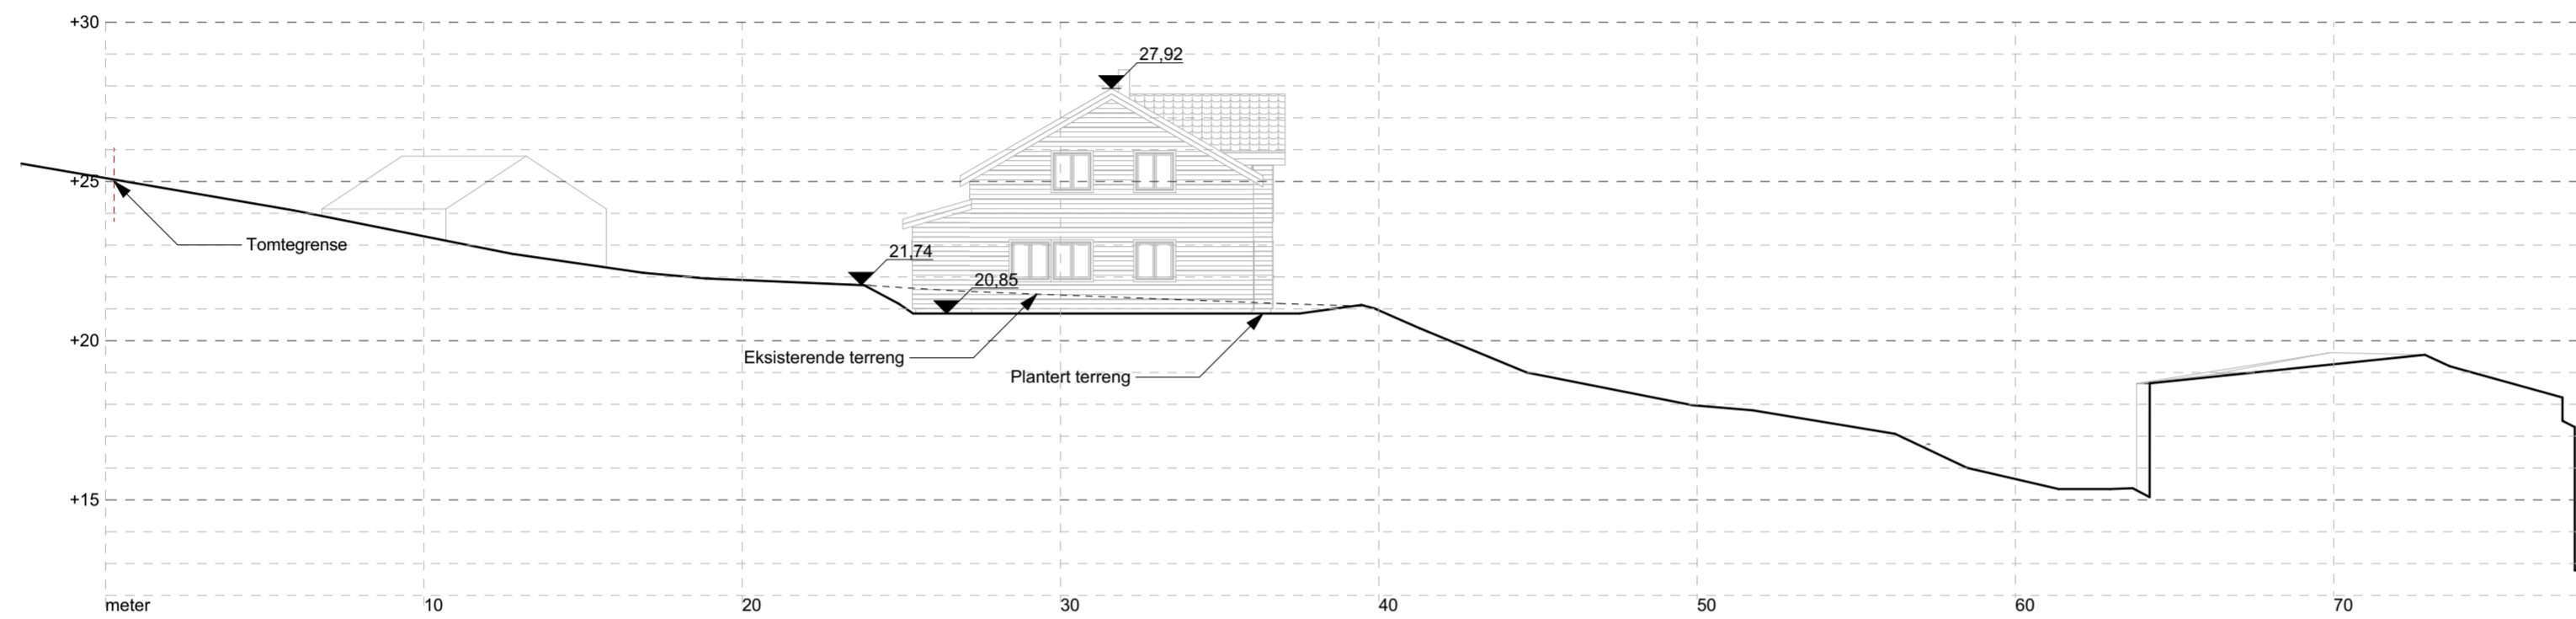 +30
27,92
+25
Tomtegrense
21,74
20,85
+20
Eksisterende terreng
Plantert terreng
+15
meter 10 20 30 40 50 60 70